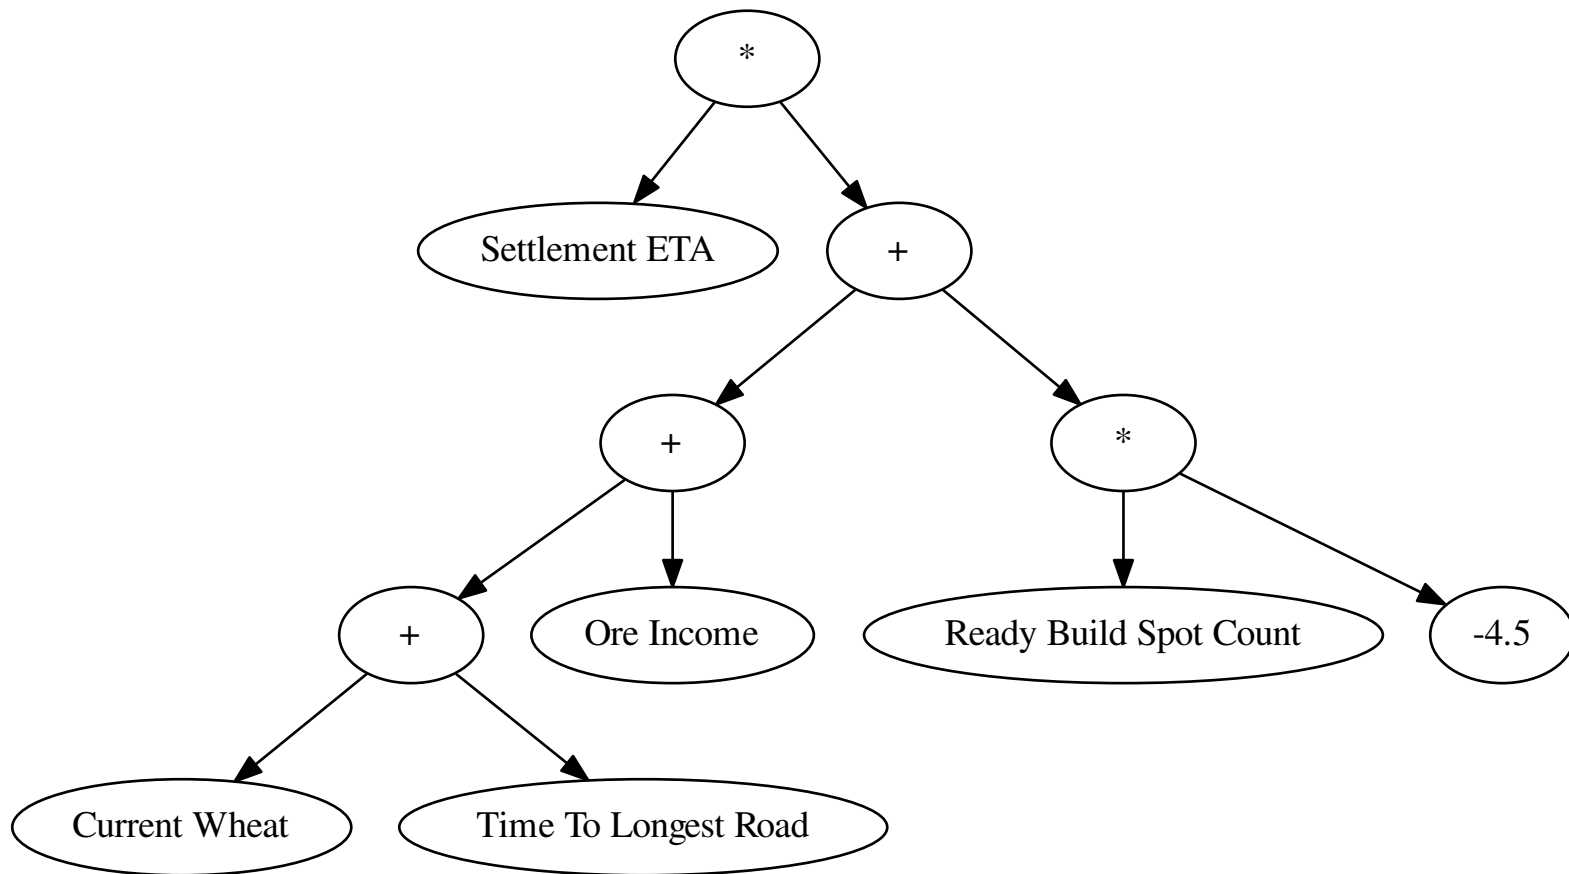 *
Settlement ETA
+
+
*
+
Ore Income
Ready Build Spot Count
-4.5
Current Wheat
Time To Longest Road